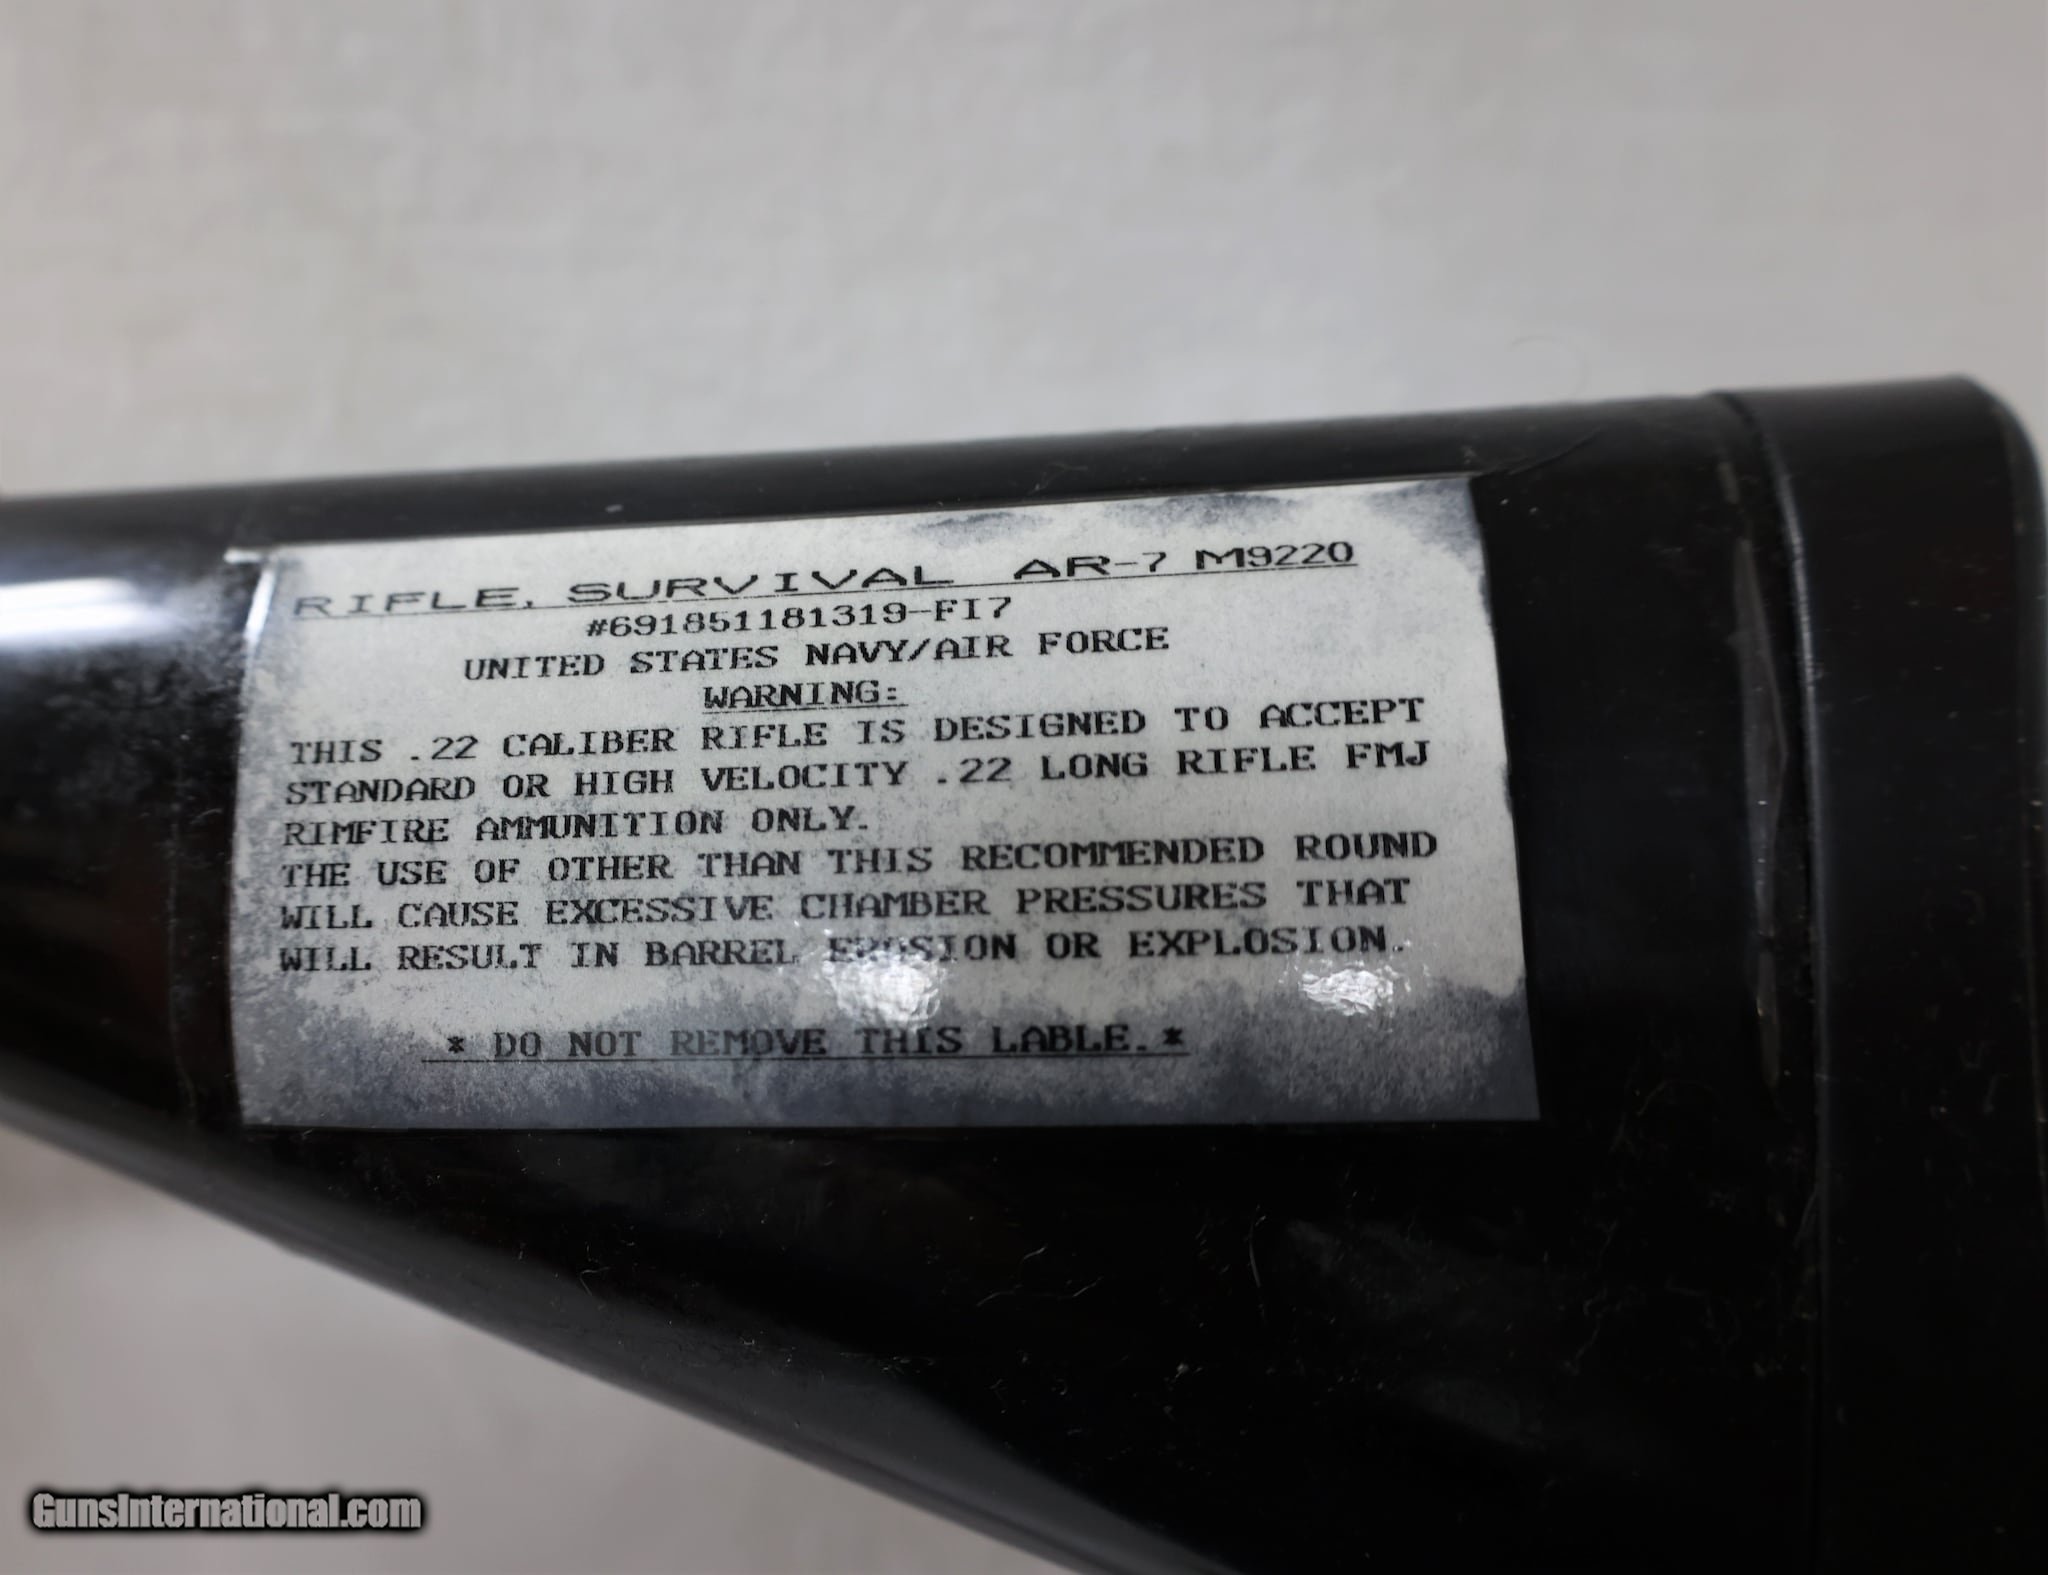 RIFLE, SURVIVAL AR-7 M9220
#691851181319-FI7
UNITED STATES NAVY/AIR FORCE
WARNING:
THIS .22 CALIBER RIFLE IS DESIGNED TO ACCEPT
STANDARD OR HIGH VELOCITY .22 LONG RIFLE FMJ
RIMFIRE AMMUNITION ONLY.
THE USE OF OTHER THAN THIS RECOMMENDED ROUND
WILL CAUSE EXCESSIVE CHAMBER PRESSURES THAT
WILL RESULT IN BARREL EROSION OR EXPLOSION.
* DO NOT REMOVE THIS LABLE.*
GunsInternational.com